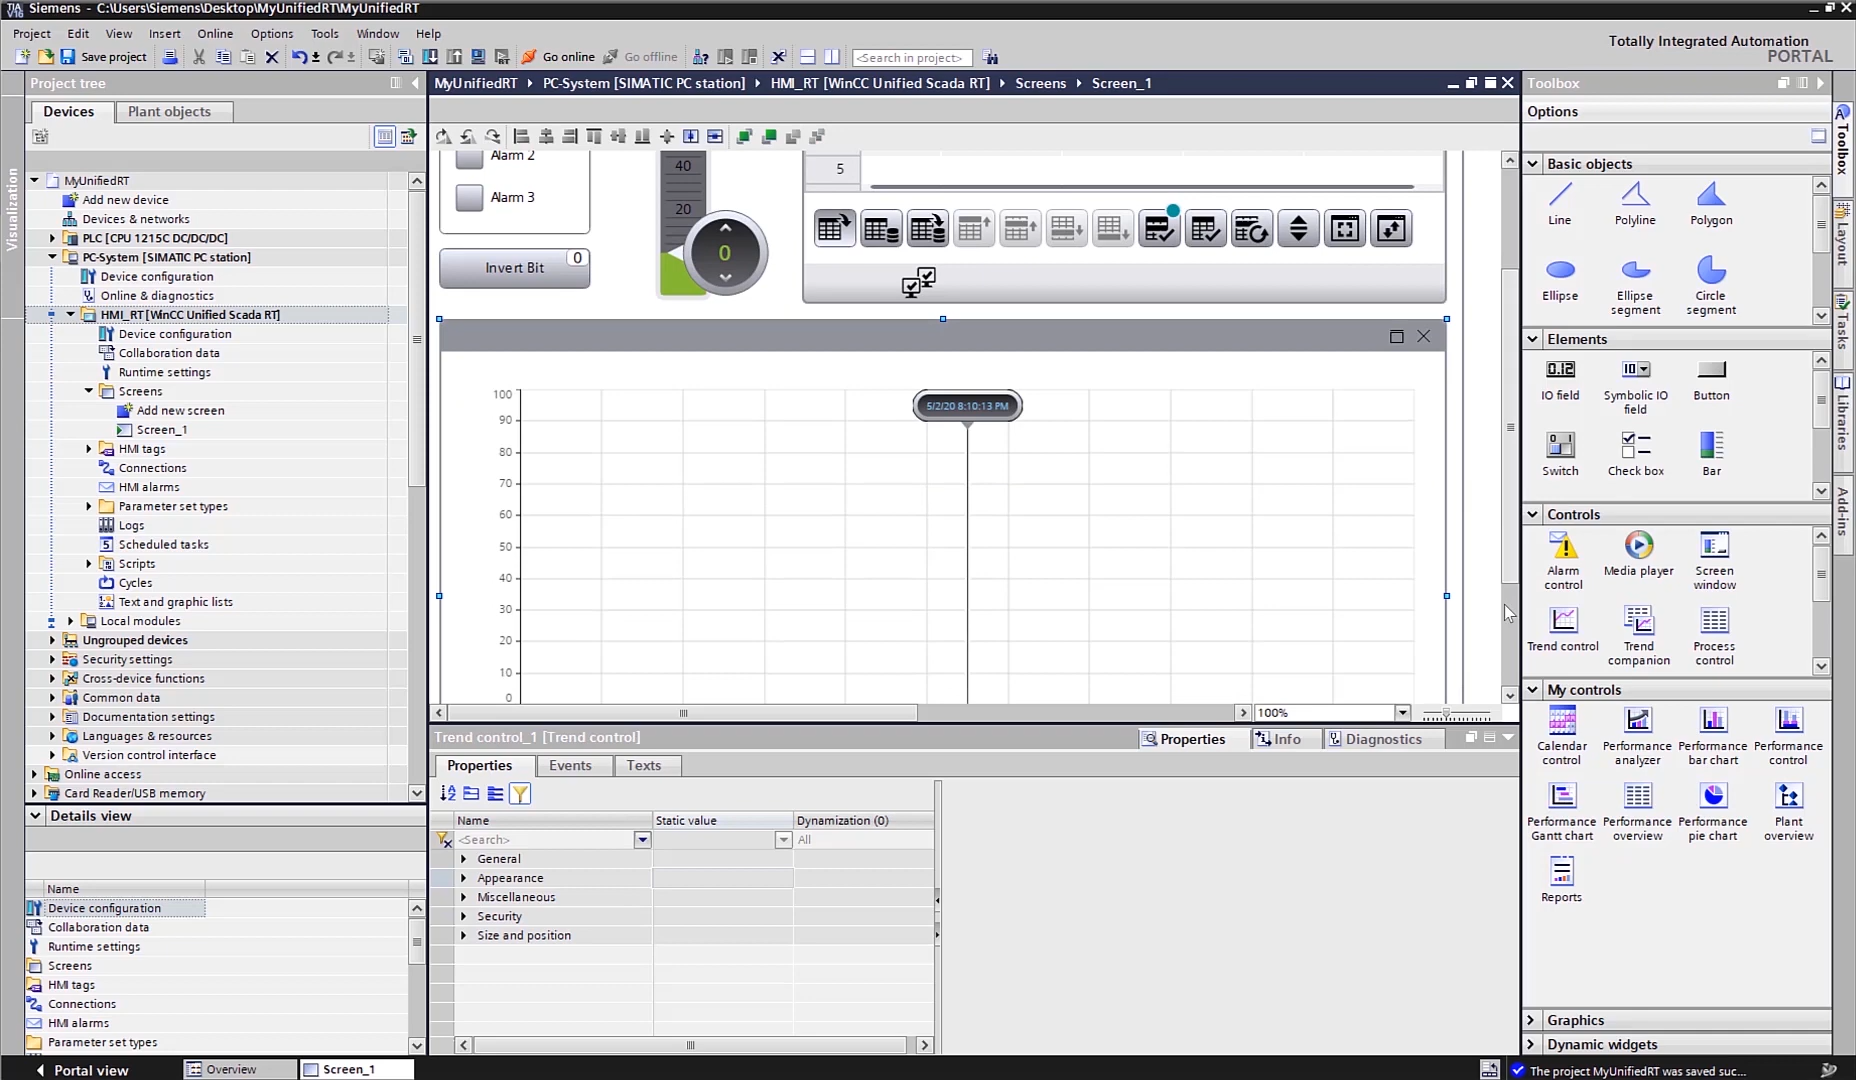 TIA
V16
Siemens - C:\Users\Siemens\Desktop\MyUnifiedRT\MyUnifiedRT
Project Edit View Insert Online Options Tools Window Help
Save project
Go online
Go offline
<Search in project>
Totally Integrated Automation
PORTAL
Visualization
Project tree
Devices
Plant objects
MyUnifiedRT
Add new device
Devices & networks
PLC [CPU 1215C DC/DC/DC]
PC-System [SIMATIC PC station]
Device configuration
Online & diagnostics
HMI_RT [WinCC Unified Scada RT]
Device configuration
Collaboration data
Runtime settings
Screens
Add new screen
Screen_1
HMI tags
Connections
HMI alarms
Parameter set types
Logs
Scheduled tasks
Scripts
Cycles
Text and graphic lists
Local modules
Ungrouped devices
Security settings
Cross-device functions
Common data
Documentation settings
Languages & resources
Version control interface
Online access
Card Reader/USB memory
Details view
Name
Device configuration
Collaboration data
Runtime settings
Screens
HMI tags
Connections
HMI alarms
Parameter set types
MyUnifiedRT PC-System [SIMATIC PC station] HMI_RT [WinCC Unified Scada RT] Screens Screen_1
Alarm 2
Alarm 3
Invert Bit
0
40
20
0
5
5/2/20 8:10:13 PM
100
90
80
70
60
50
40
30
20
10
0
100%
Trend control_1 [Trend control]
Properties
Info
Diagnostics
Properties
Events
Texts
Name
Static value
Dynamization (0)
<Search>
All
General
Appearance
Miscellaneous
Security
Size and position
Toolbox
Options
Basic objects
Line
Polyline
Polygon
Ellipse
Ellipse segment
Circle segment
Elements
0.12
IO field
10
Symbolic IO field
Button
Switch
Check box
Bar
Controls
Alarm control
Media player
Screen window
Trend control
Trend companion
Process control
My controls
Calendar control
Performance analyzer
Performance bar chart
Performance control
Performance Gantt chart
Performance overview
Performance pie chart
Plant overview
Reports
Graphics
Dynamic widgets
Toolbox
Layout
Tasks
Libraries
Add-ins
Portal view
Overview
Screen_1
The project MyUnifiedRT was saved suc...